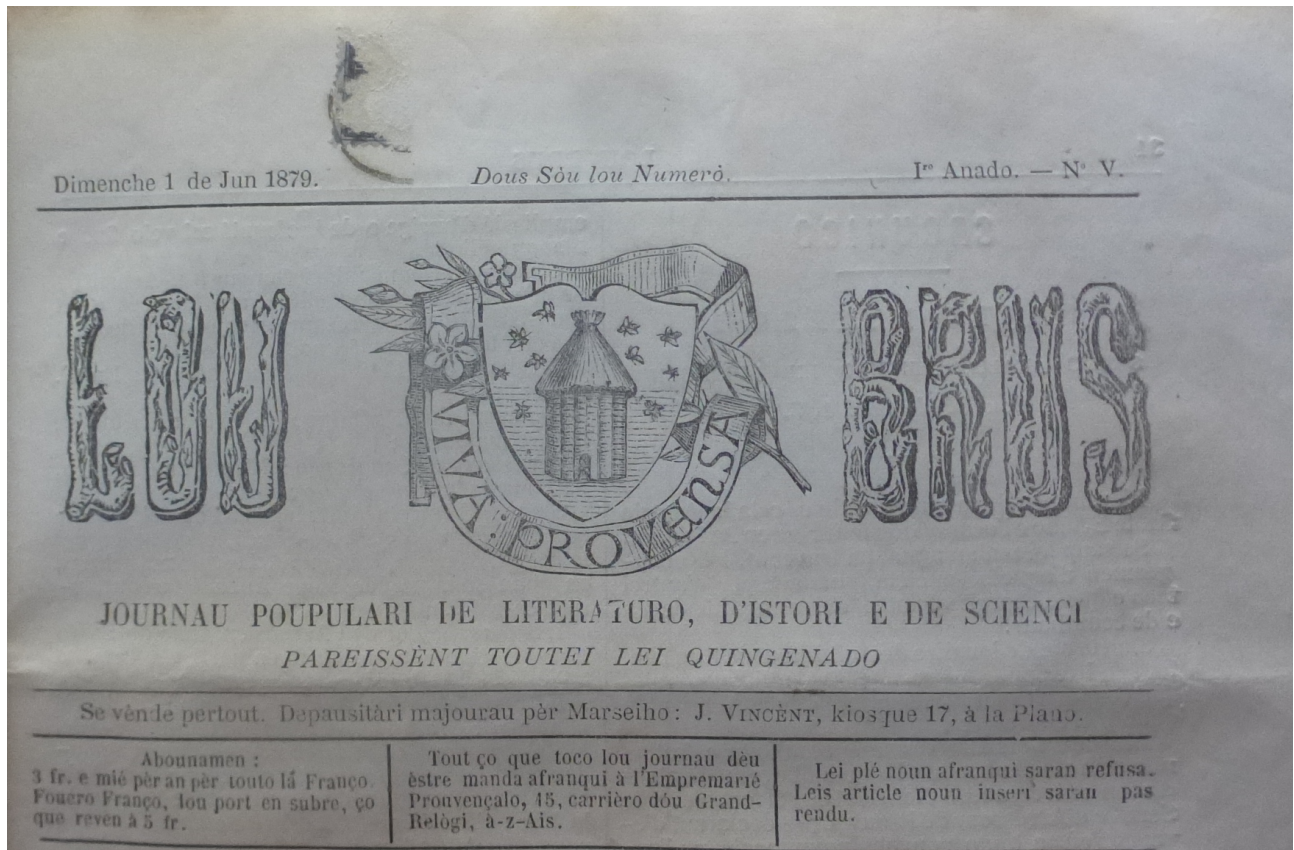 Dimenche 1 de Jun 1879. Dous Sòu lou Numerò. Iro Anado. — No V.
LOU BRUS
VIVA : PROVENSA
JOURNAU POUPULARI DE LITERATURO, D'ISTORI E DE SCIENCI
PAREISSÈNT TOUTEI LEI QUINGENADO
Se vènde pertout. Depausitàri majourau pèr Marseiho : J. VINCÈNT, kiosque 17, à la Plano.
Abounamen :
3 fr. e mié pèr an pèr touto la Franço.
Fouero Franço, lou port en subre, ço
que reven à 5 fr.
Tout ço que toco lou journau dèu
èstre manda afranqui à l'Empremarié
Prouvençalo, 15, carrièro dóu Grand-
Relògi, à-z-Ais.
Lei plé noun afranqui saran refusa.
Leis article noun inseri saran pas
rendu.